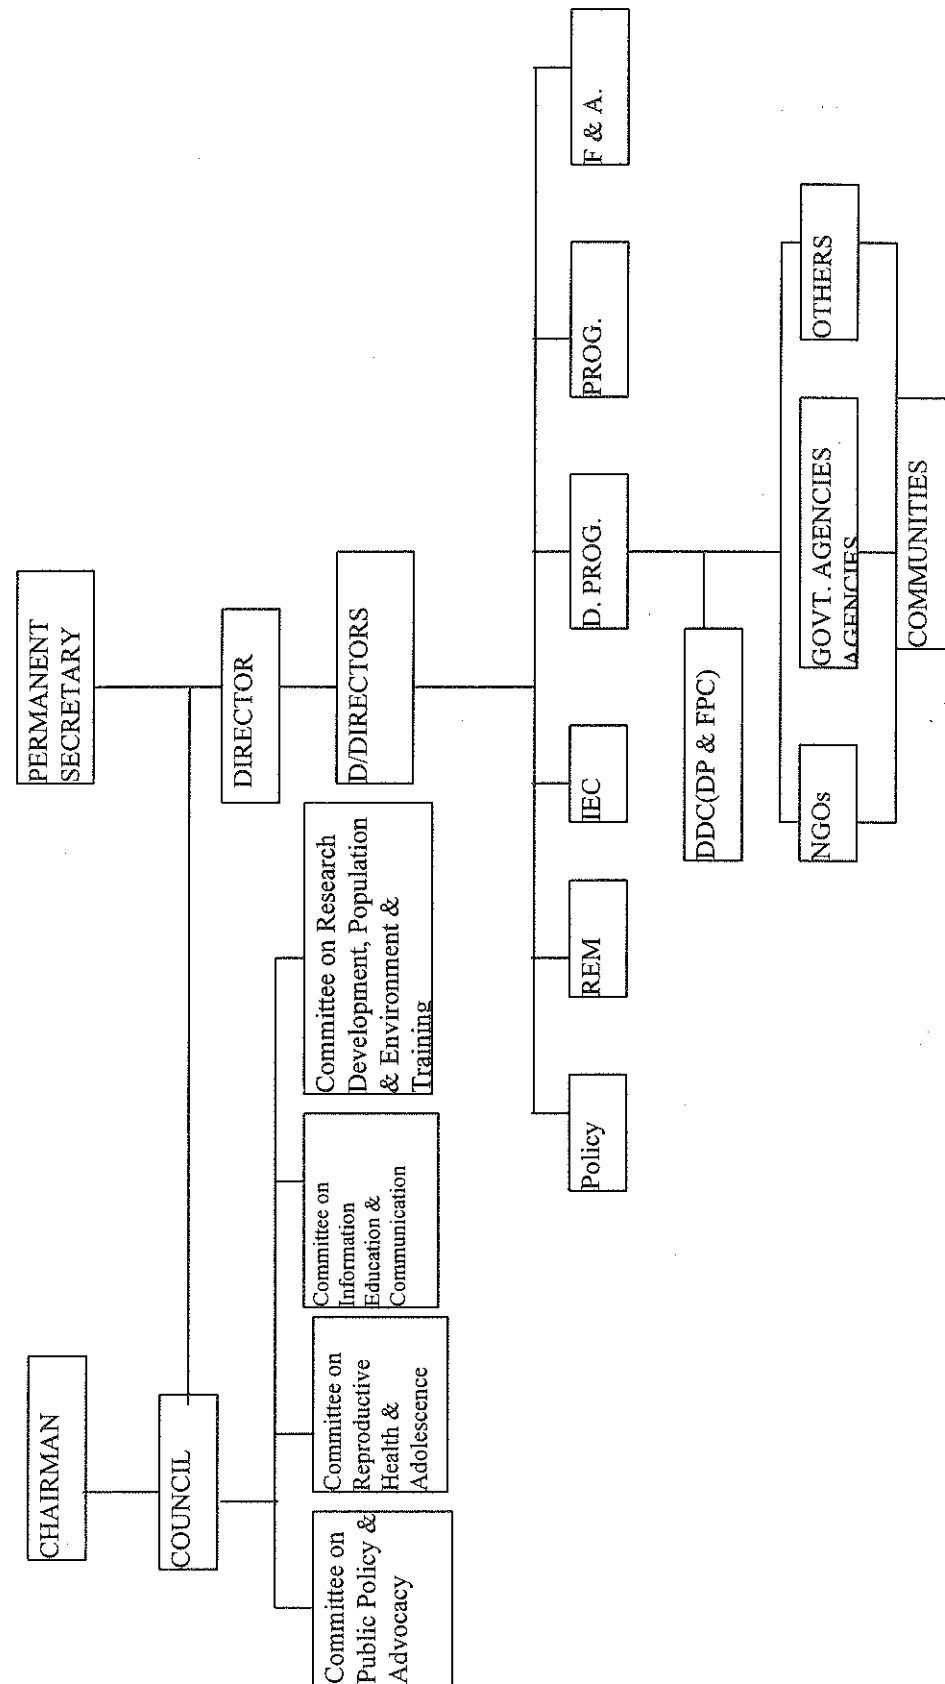 CHAIRMAN
PERMANENT
SECRETARY
COUNCIL
DIRECTOR
Committee on
Public Policy &
Advocacy
Committee on
Reproductive
Health &
Adolescence
Committee on
Information
Education &
Communication
Committee on Research
Development, Population
& Environment &
Training
D/DIRECTORS
Policy
REM
IEC
D. PROG.
PROG.
F & A.
DDC(DP & FPC)
NGOs
GOVT. AGENCIES
AGENCIES
OTHERS
COMMUNITIES